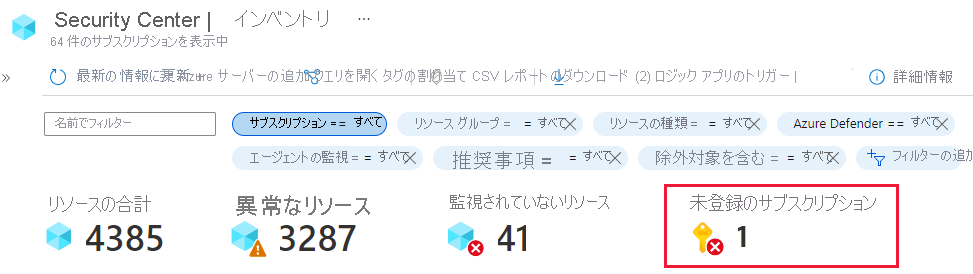 Security Center | インベントリ ...
64 件のサブスクリプションを表示中
» 最新の情報に更新 Azure サーバーの追加 クエリを開く タグの割り当て CSV レポートのダウンロード (2) ロジック アプリのトリガー | 詳細情報
名前でフィルター サブスクリプション == すべて リソース グループ = = すべて リソースの種類 = = すべて Azure Defender == すべて
エージェントの監視 = = すべて 推奨事項 = = すべて 除外対象を含む = = すべて フィルターの追加
リソースの合計 異常なリソース 監視されていないリソース 未登録のサブスクリプション
4385 3287 41 1